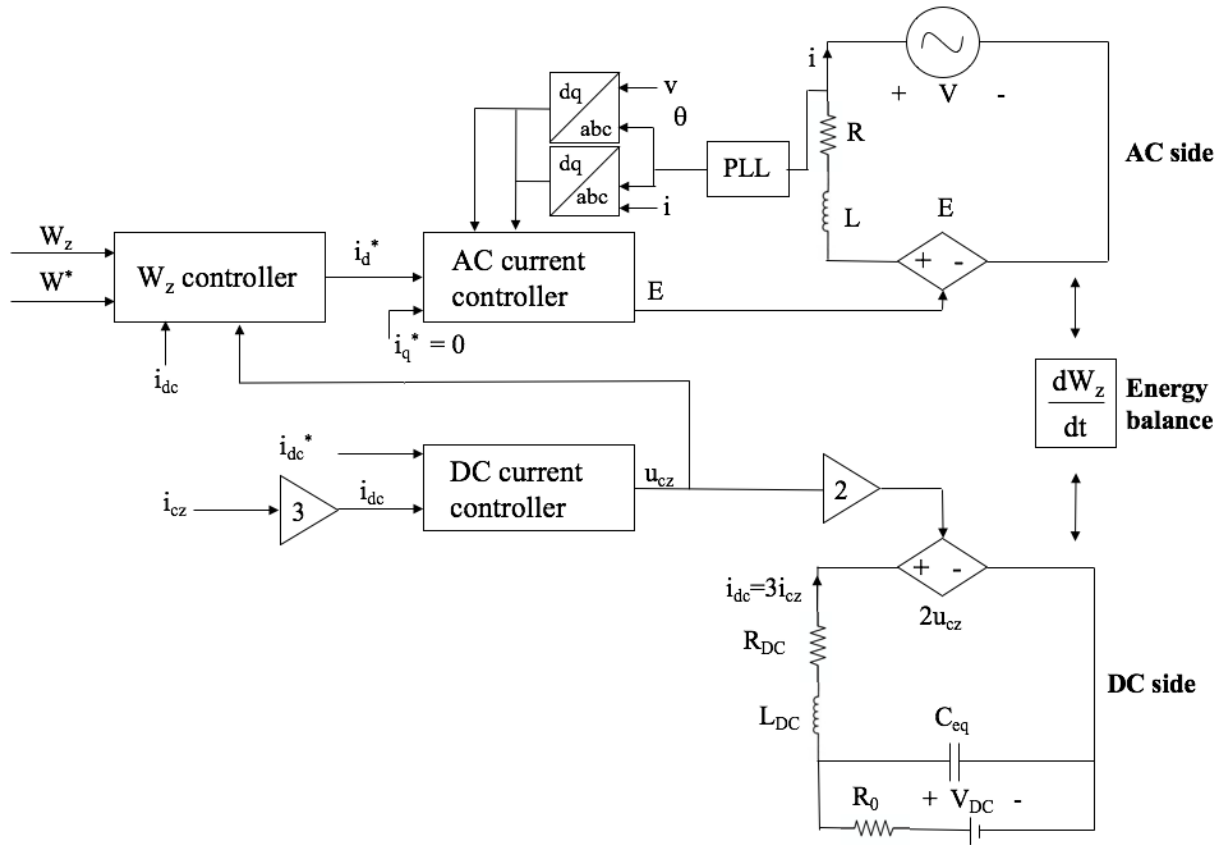 i
+ V -
dq
abc
v
θ
dq
abc
i
PLL
R
L
AC side
E
+ -
W_z
W*
W_z controller
i_d*
AC current
controller
E
i_q* = 0
i_dc
dW_z
dt
Energy
balance
i_dc*
i_cz
3
i_dc
DC current
controller
u_cz
2
+ -
2u_cz
i_dc=3i_cz
R_DC
L_DC
DC side
C_eq
R_0
+ V_DC -